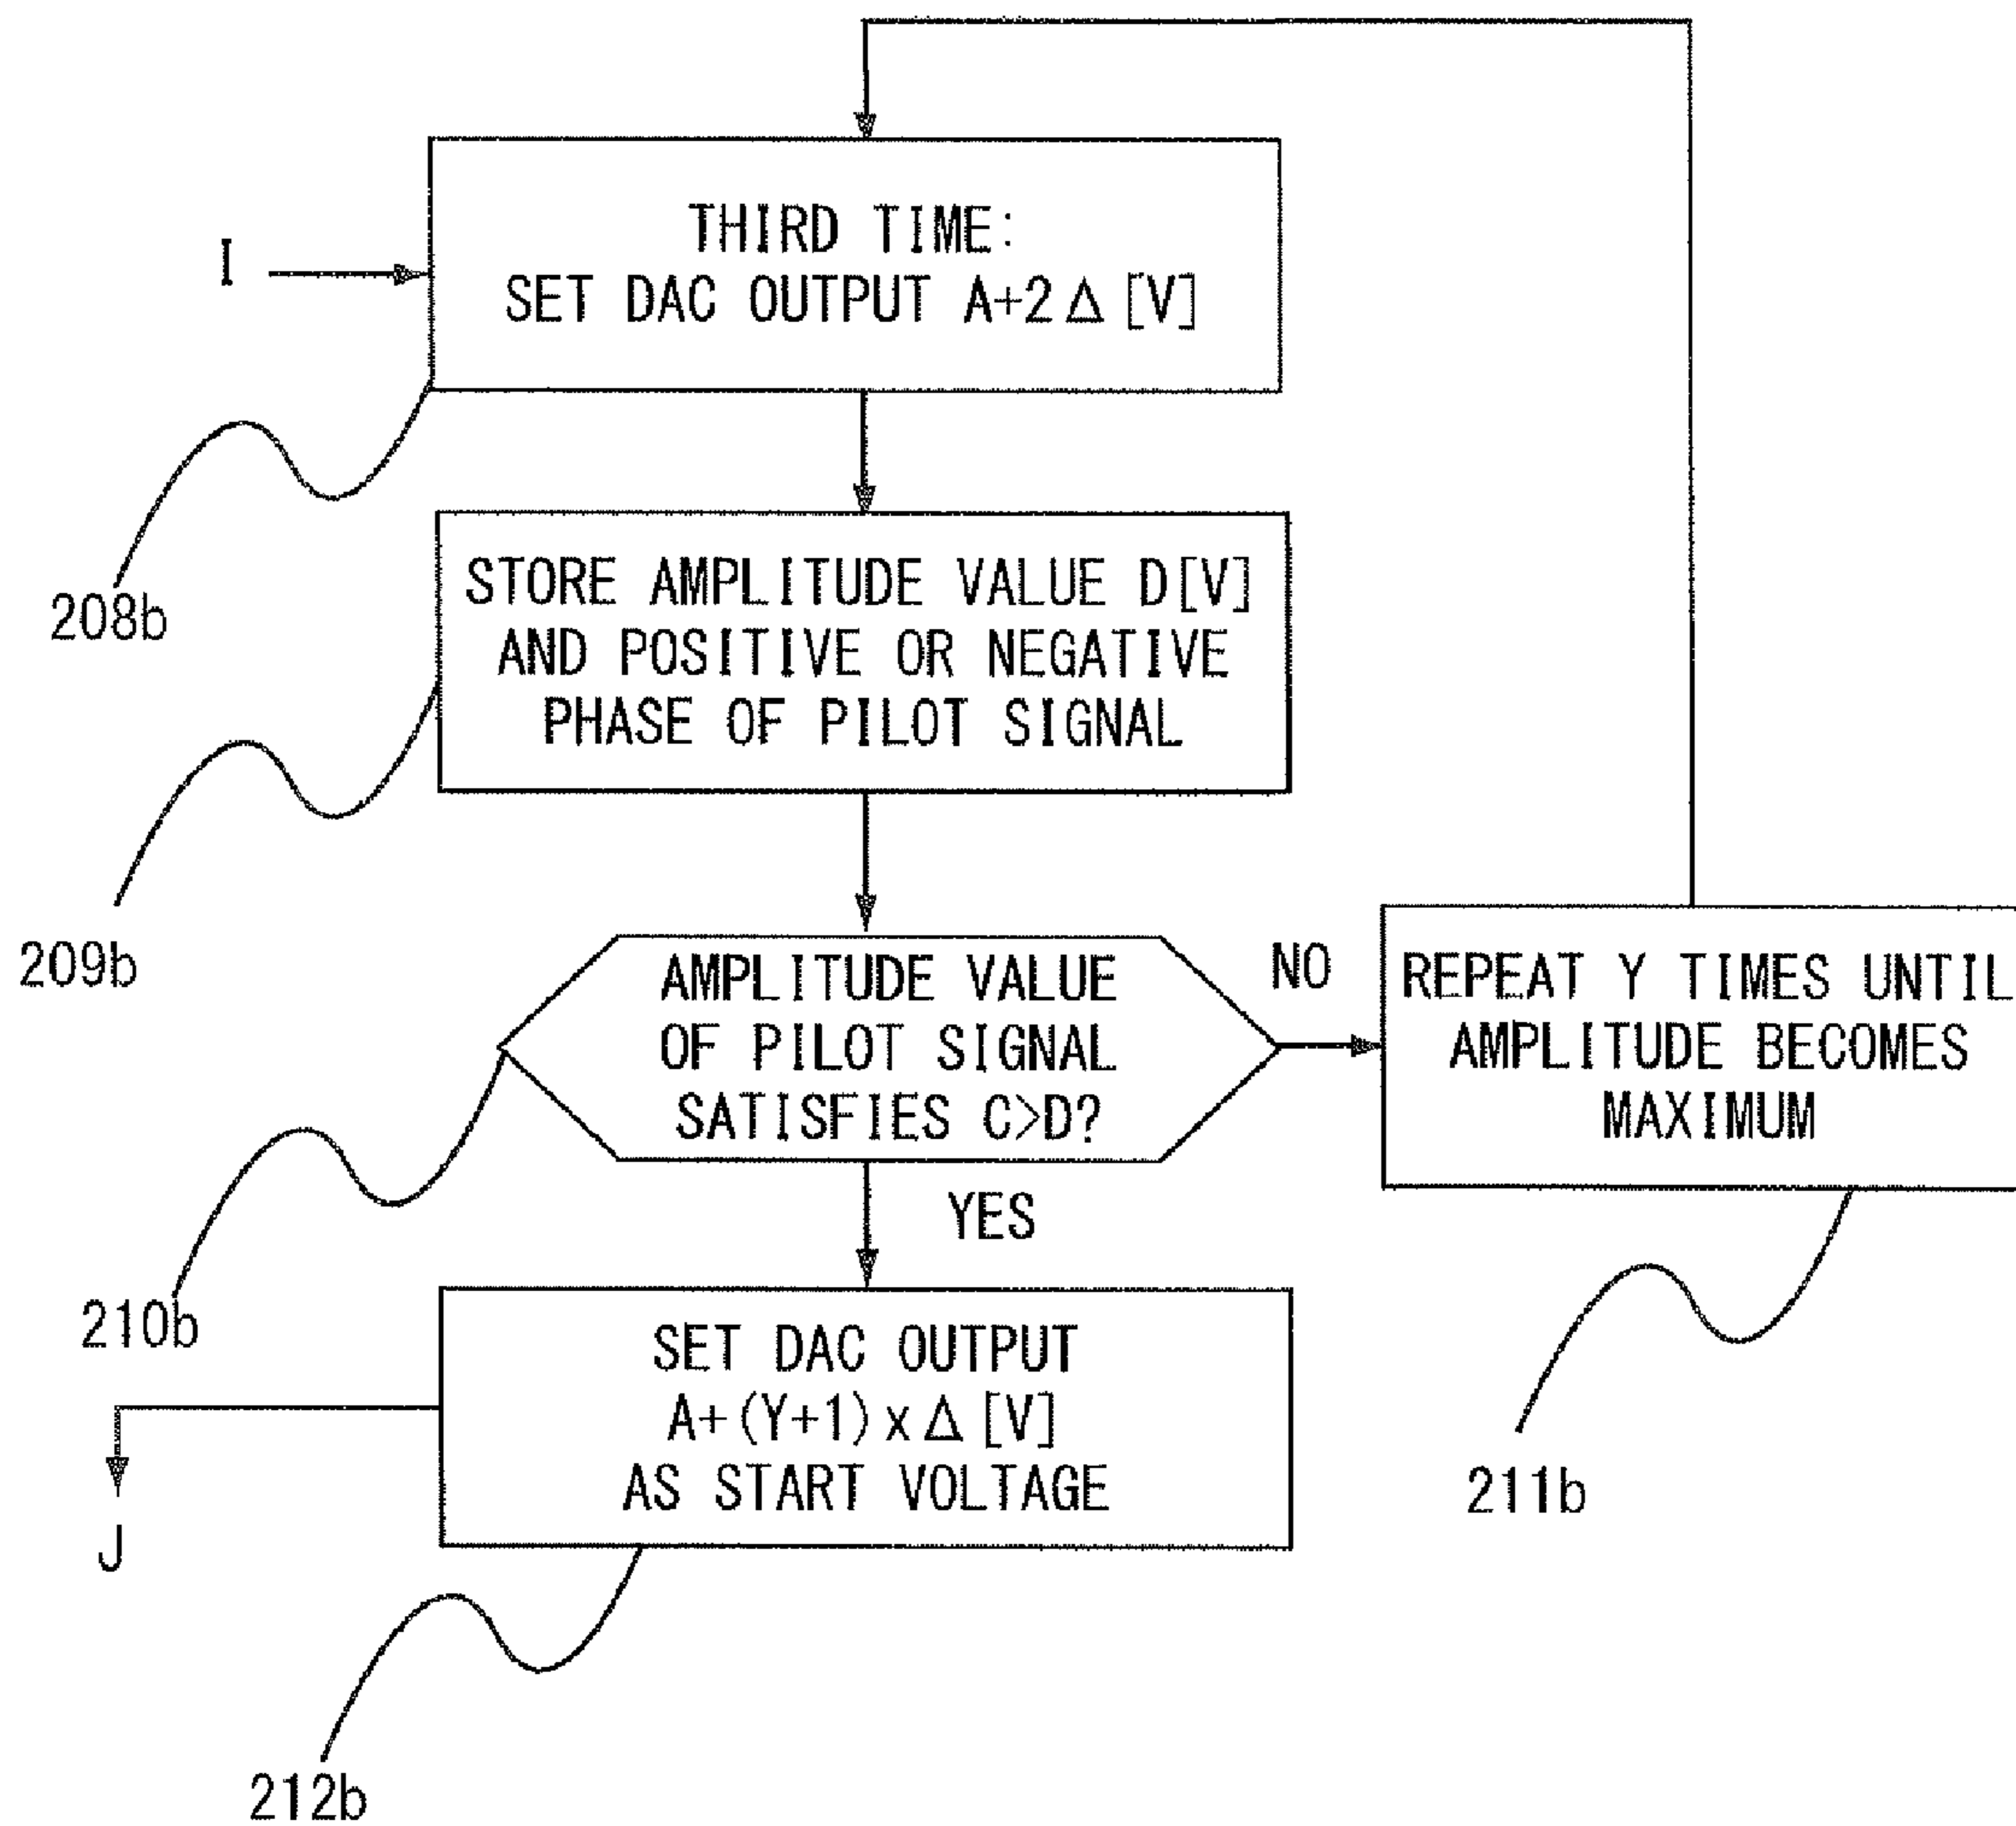 THIRD TIME:
I
SET DAC OUTPUT A+2Δ[V]
208b
STORE AMPLITUDE VALUE D[V]
AND POSITIVE OR NEGATIVE
PHASE OF PILOT SIGNAL
209b
AMPLITUDE VALUE
OF PILOT SIGNAL
SATISFIES C>D?
NO
REPEAT Y TIMES UNTIL
AMPLITUDE BECOMES
MAXIMUM
YES
210b
211b
SET DAC OUTPUT
A+(Y+1)xΔ[V]
AS START VOLTAGE
J
212b